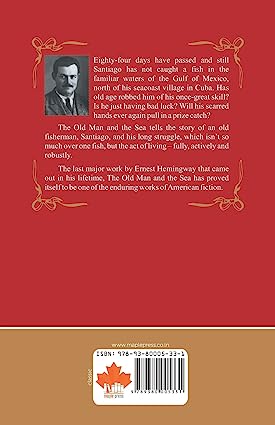 Eighty-four days have passed and still
Santiago has not caught a fish in the
familiar waters of the Gulf of Mexico,
north of his seacoast village in Cuba. Has
old age robbed him of his once-great skill?
Is he just having bad luck? Will his scarred
hands ever again pull in a prize catch?
The Old Man and the Sea tells the story of an old
fisherman, Santiago, and his long struggle, which isn't so
much over one fish, but the act of living – fully, actively and
robustly.
The last major work by Ernest Hemingway that came
out in his lifetime, The Old Man and the Sea has proved
itself to be one of the enduring works of American fiction.
www.maplepress.co.in
ISBN: 978-93-80005-33-1
classic
maple press
9 789380 005331